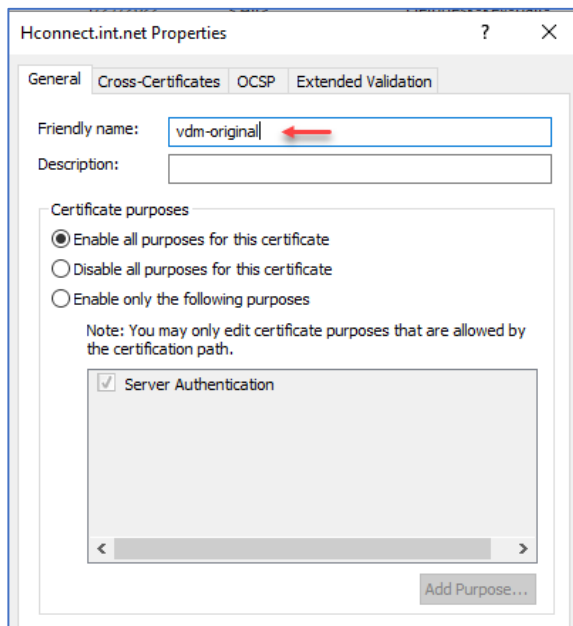 Hconnect.int.net Properties ? ×
General Cross-Certificates OCSP Extended Validation
Friendly name: vdm-original
Description:
Certificate purposes
Enable all purposes for this certificate
Disable all purposes for this certificate
Enable only the following purposes
Note: You may only edit certificate purposes that are allowed by
the certification path.
Server Authentication
Add Purpose...